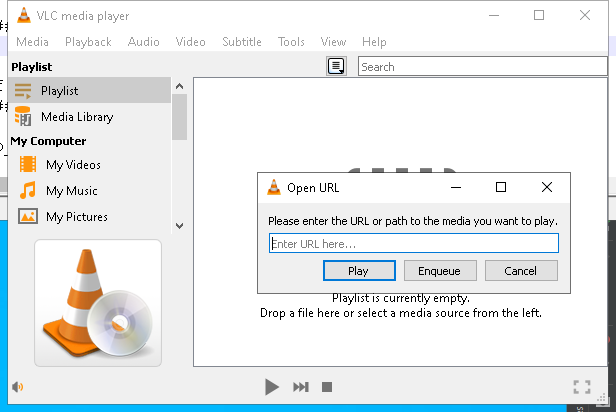 VLC media player
Media Playback Audio Video Subtitle Tools View Help
Playlist
Search
Playlist
Media Library
My Computer
My Videos
My Music
My Pictures
Open URL
Please enter the URL or path to the media you want to play.
Enter URL here...
Play Enqueue Cancel
Playlist is currently empty.
Drop a file here or select a media source from the left.